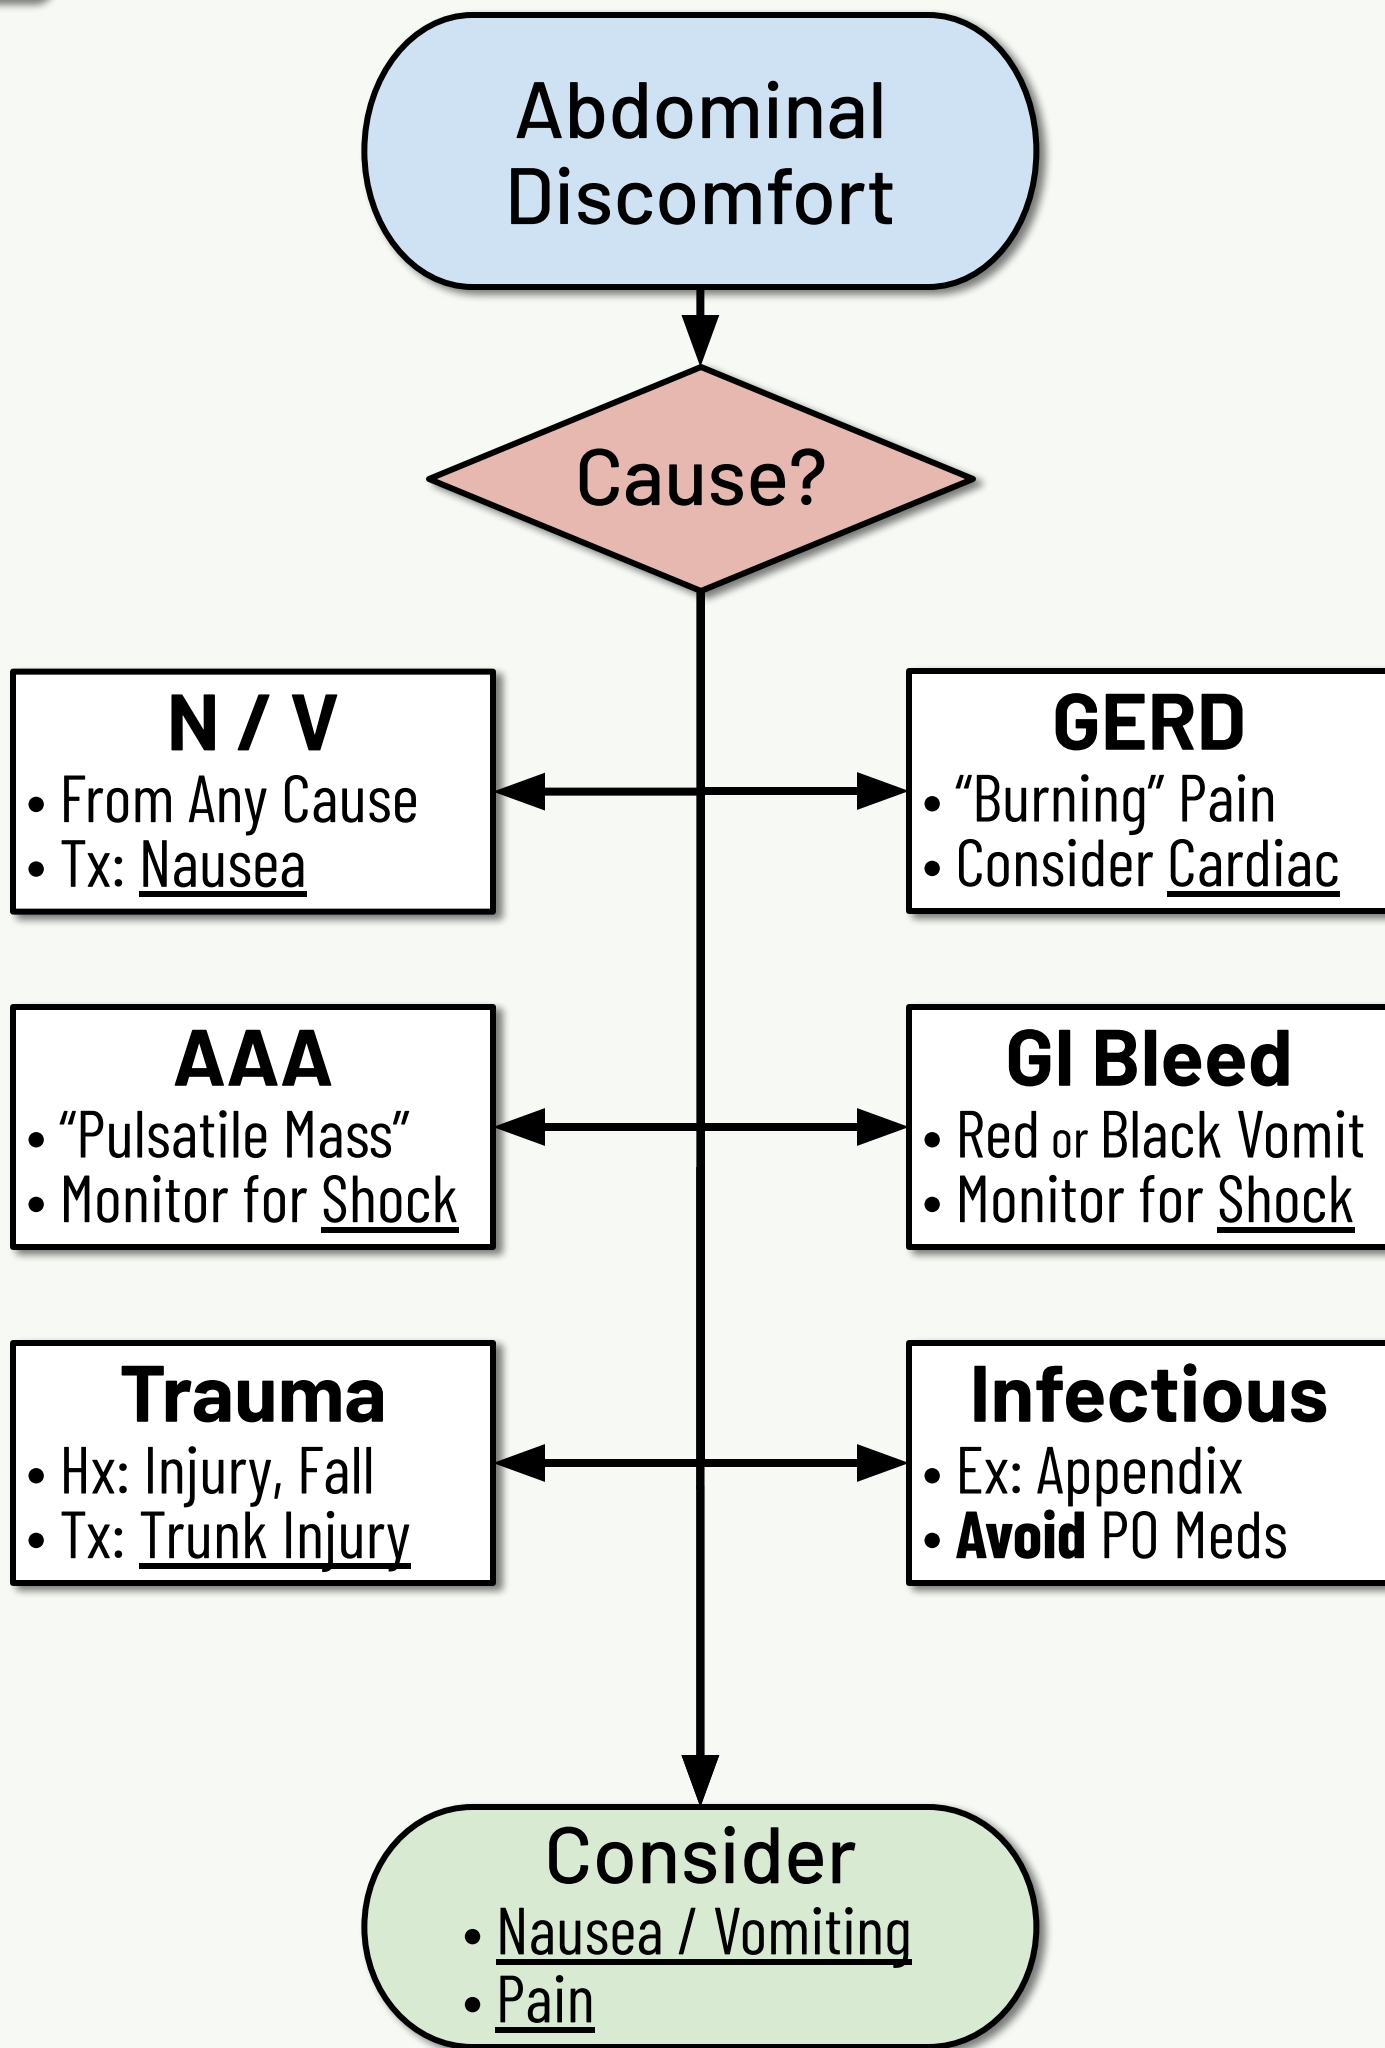 Abdominal
Discomfort
Cause?
N / V
• From Any Cause
• Tx: Nausea
GERD
• “Burning” Pain
• Consider Cardiac
AAA
• “Pulsatile Mass”
• Monitor for Shock
GI Bleed
• Red or Black Vomit
• Monitor for Shock
Trauma
• Hx: Injury, Fall
• Tx: Trunk Injury
Infectious
• Ex: Appendix
• Avoid PO Meds
Consider
• Nausea / Vomiting
• Pain